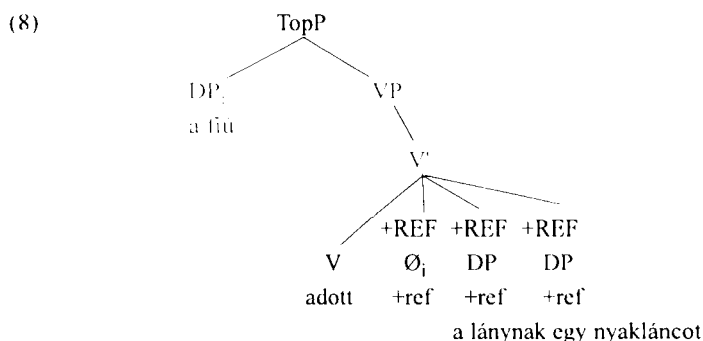 (8) TopP
DPi VP
a fiú
V'
+REF +REF +REF
V Øi DP DP
adott +ref +ref +ref
a lánynak egy nyakláncot